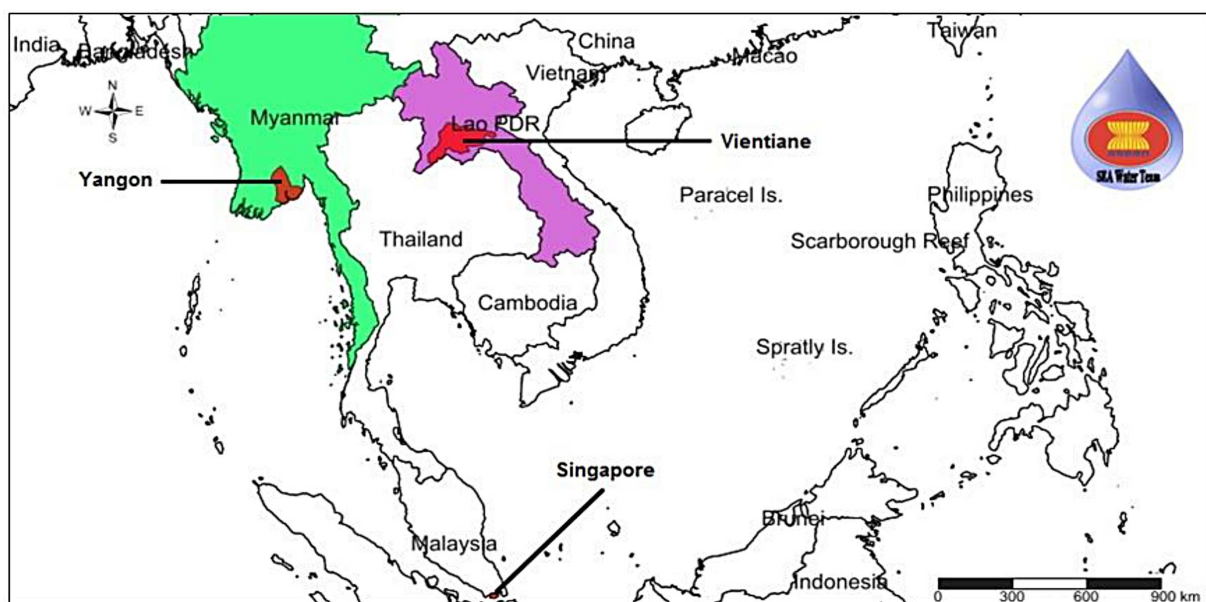 India
Bangladesh
China
Taiwan
Macao
Vietnam
N
W E
S
Myanmar
Lao PDR
Vientiane
Yangon
SEA Water Team
Paracel Is.
Philippines
Thailand
Scarborough Reef
Cambodia
Spratly Is.
Singapore
Brunei
Malaysia
Indonesia
0 300 600 900 km